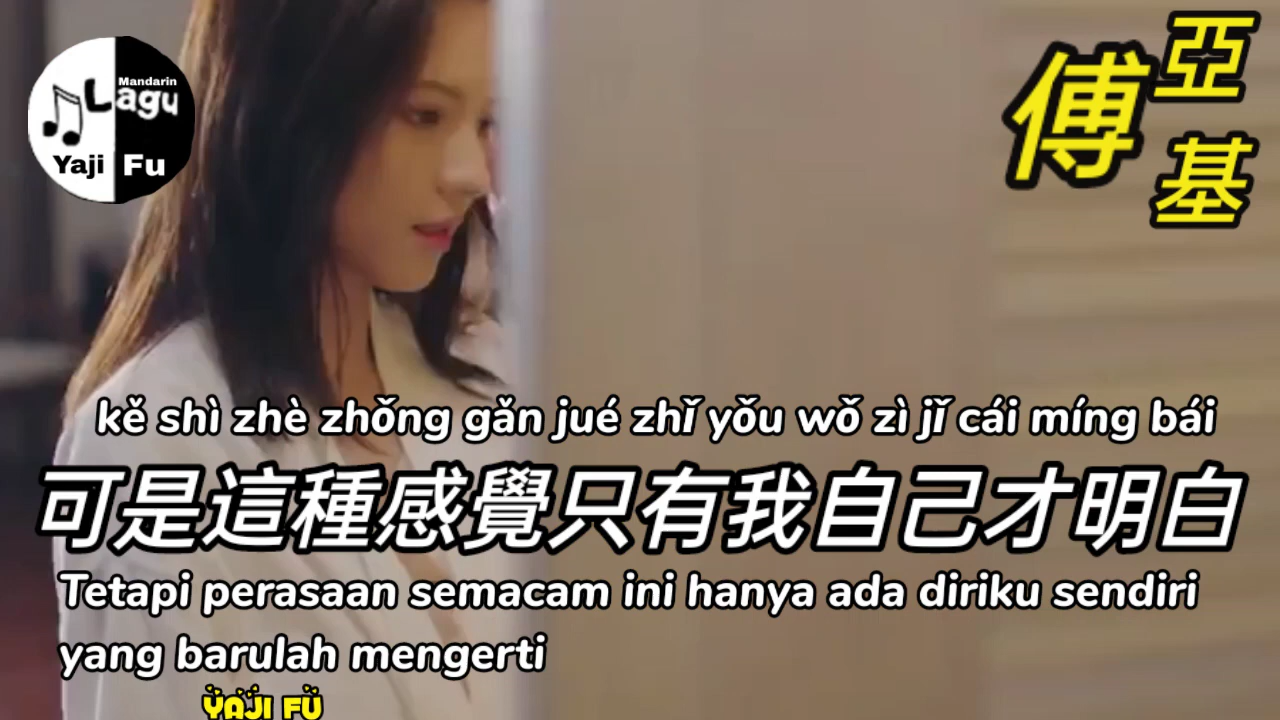 Mandarin
Lagu
Yaji Fu
傅亞基
kě shì zhè zhǒng gǎn jué zhǐ yǒu wǒ zì jǐ cái míng bái
可是這種感覺只有我自己才明白
Tetapi perasaan semacam ini hanya ada diriku sendiri
yang barulah mengerti
ŸAJI FÜ